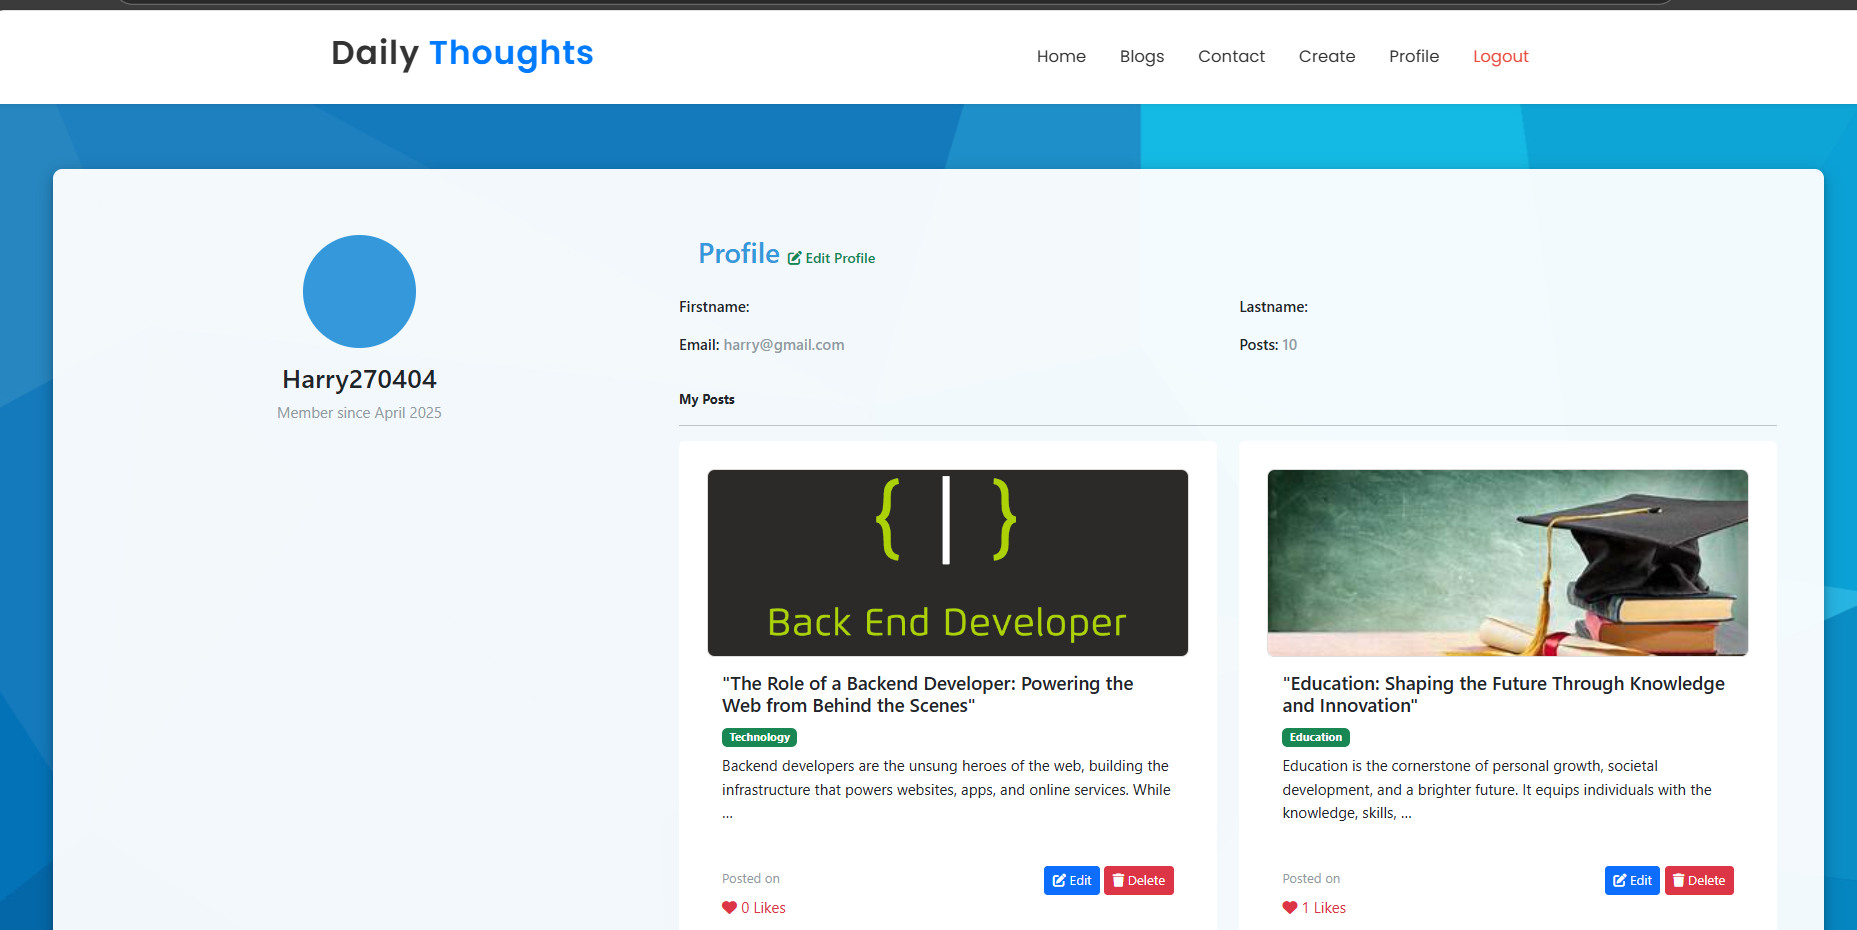 Daily Thoughts
Home Blogs Contact Create Profile Logout
Profile Edit Profile
Firstname:
Lastname:
Email: harry@gmail.com
Posts: 10
Harry270404
Member since April 2025
My Posts
{ | }
Back End Developer
"The Role of a Backend Developer: Powering the
Web from Behind the Scenes"
Technology
Backend developers are the unsung heroes of the web, building the
infrastructure that powers websites, apps, and online services. While
...
Posted on
Edit Delete
0 Likes
"Education: Shaping the Future Through Knowledge
and Innovation"
Education
Education is the cornerstone of personal growth, societal
development, and a brighter future. It equips individuals with the
knowledge, skills, ...
Posted on
Edit Delete
1 Likes